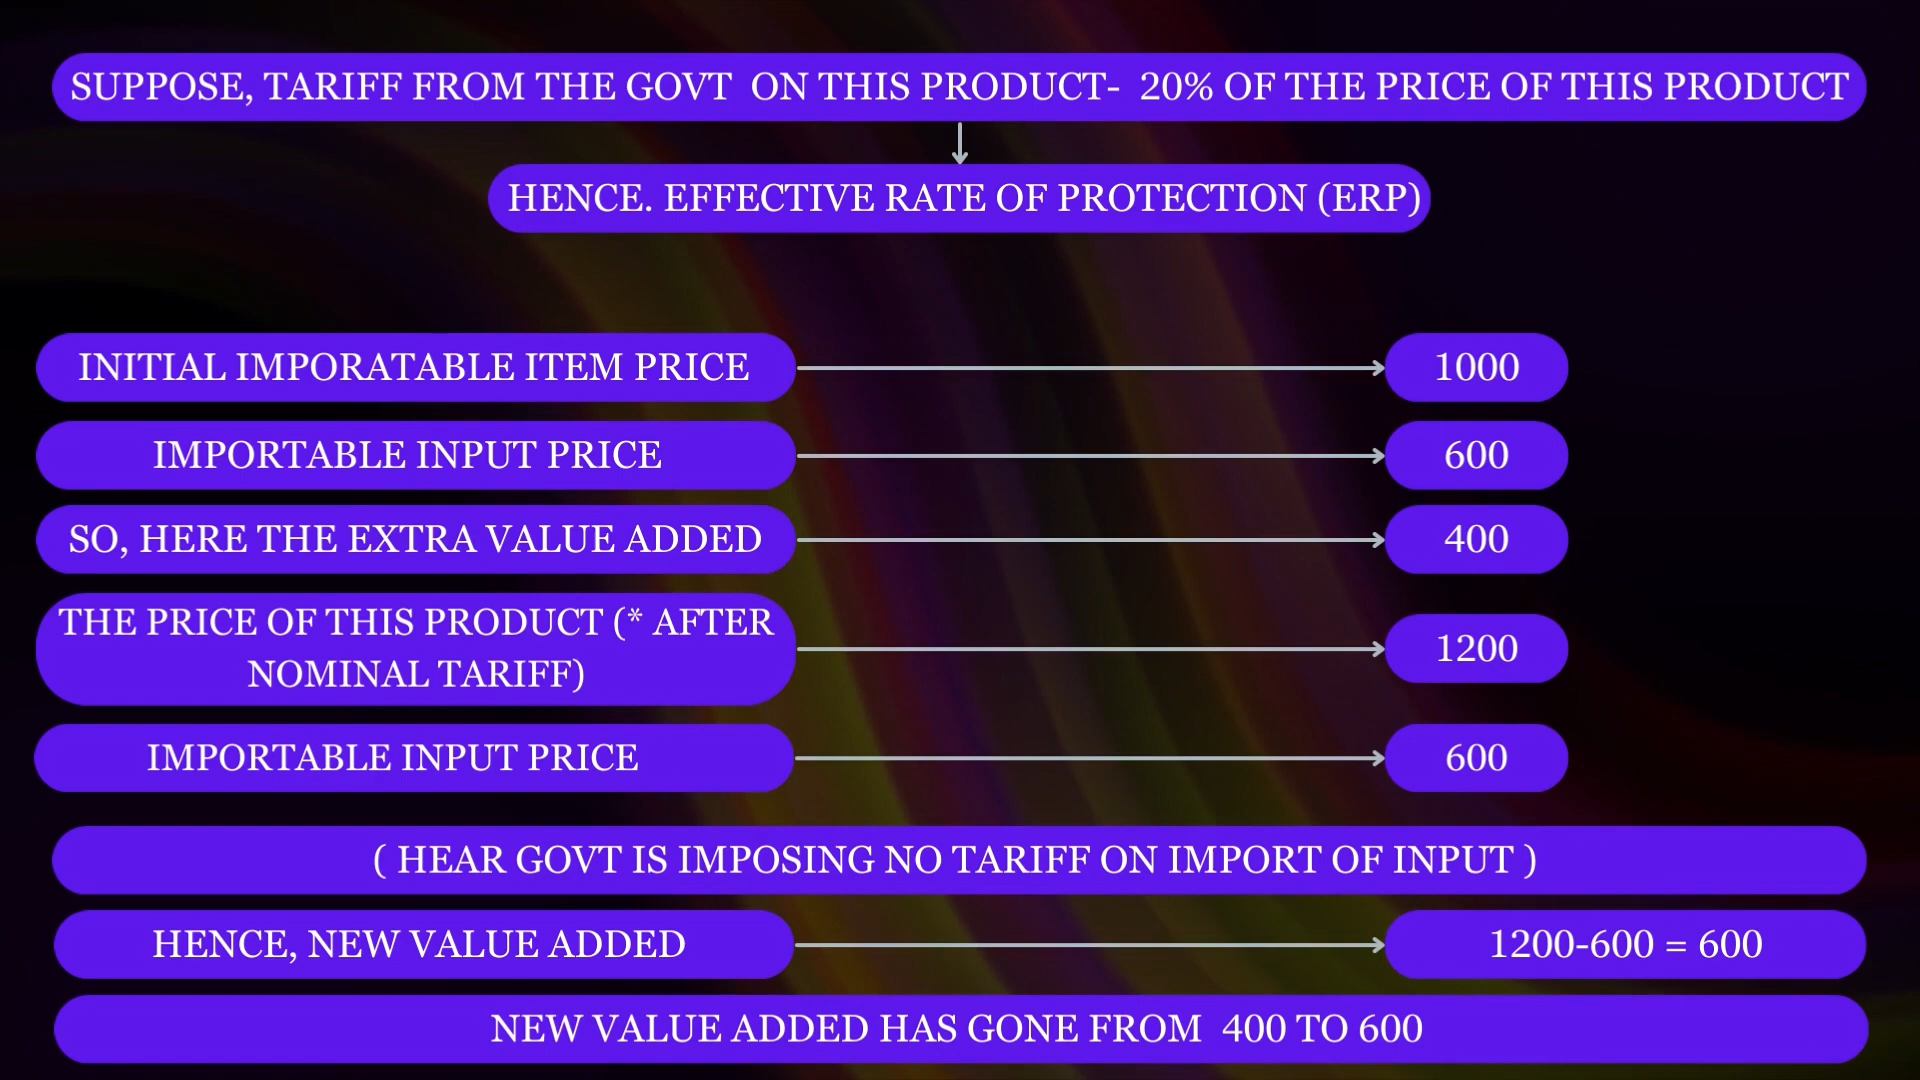 SUPPOSE, TARIFF FROM THE GOVT  ON THIS PRODUCT-  20% OF THE PRICE OF THIS PRODUCT
HENCE. EFFECTIVE RATE OF PROTECTION (ERP)
INITIAL IMPORATABLE ITEM PRICE
1000
IMPORTABLE INPUT PRICE
600
SO, HERE THE EXTRA VALUE ADDED
400
THE PRICE OF THIS PRODUCT (* AFTER
NOMINAL TARIFF)
1200
IMPORTABLE INPUT PRICE
600
( HEAR GOVT IS IMPOSING NO TARIFF ON IMPORT OF INPUT )
HENCE, NEW VALUE ADDED
1200-600 = 600
NEW VALUE ADDED HAS GONE FROM  400 TO 600